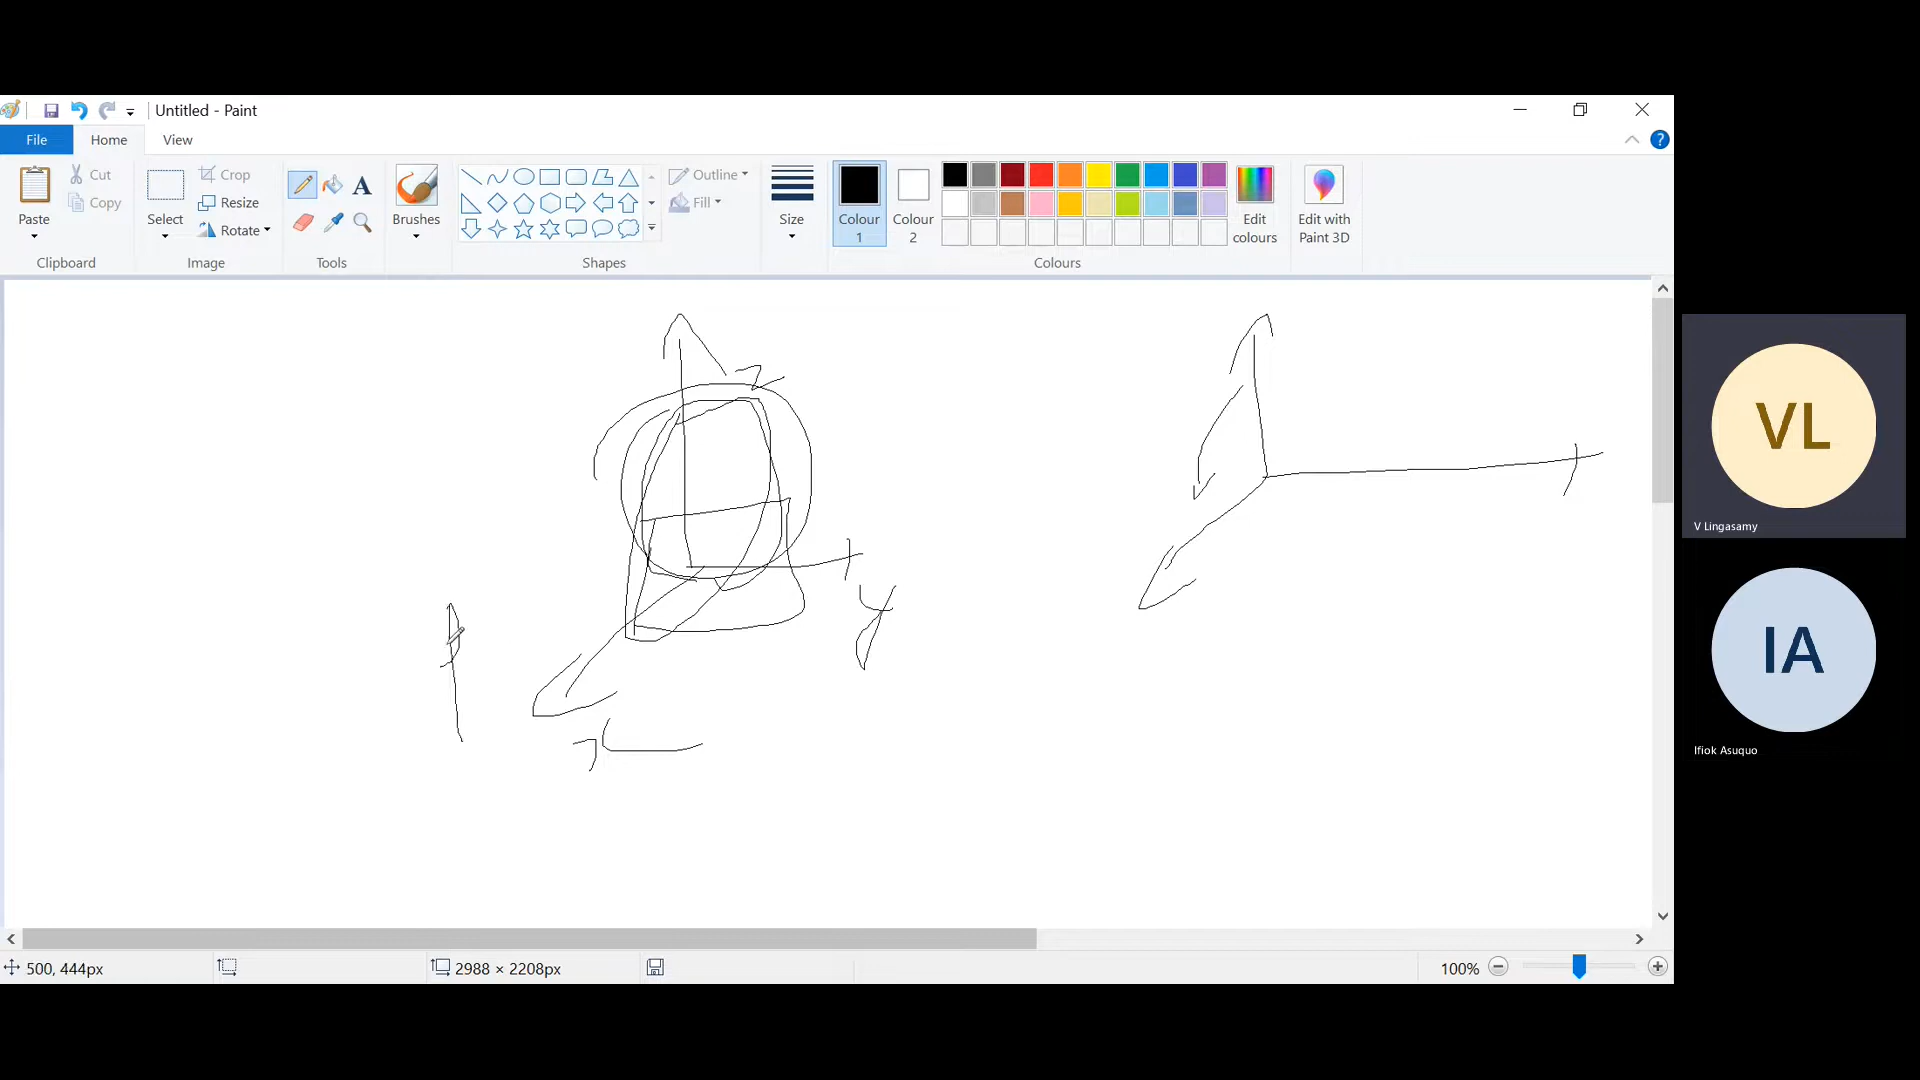 Untitled - Paint
File Home View
Paste
Cut
Copy
Clipboard
Select
Crop
Resize
Rotate
Image
A
Tools
Brushes
Shapes
Outline
Fill
Size
Colour 1
Colour 2
Edit colours
Edit with Paint 3D
Colours
?
z
y
x
VL
V Lingasamy
IA
Ifiok Asuquo
500, 444px
2988 × 2208px
100%